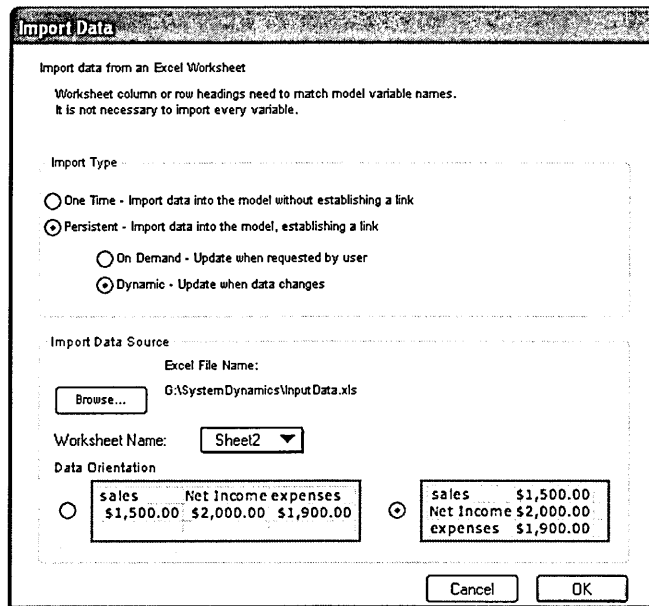 Import Data
Import data from an Excel Worksheet
Worksheet column or row headings need to match model variable names.
It is not necessary to import every variable.
Import Type
One Time - Import data into the model without establishing a link
Persistent - Import data into the model, establishing a link
On Demand - Update when requested by user
Dynamic - Update when data changes
Import Data Source
Excel File Name:
Browse... G:\SystemDynamics\InputData.xls
Worksheet Name: Sheet2
Data Orientation
sales Net Income expenses
$1,500.00 $2,000.00 $1,900.00
sales $1,500.00
Net Income $2,000.00
expenses $1,900.00
Cancel OK